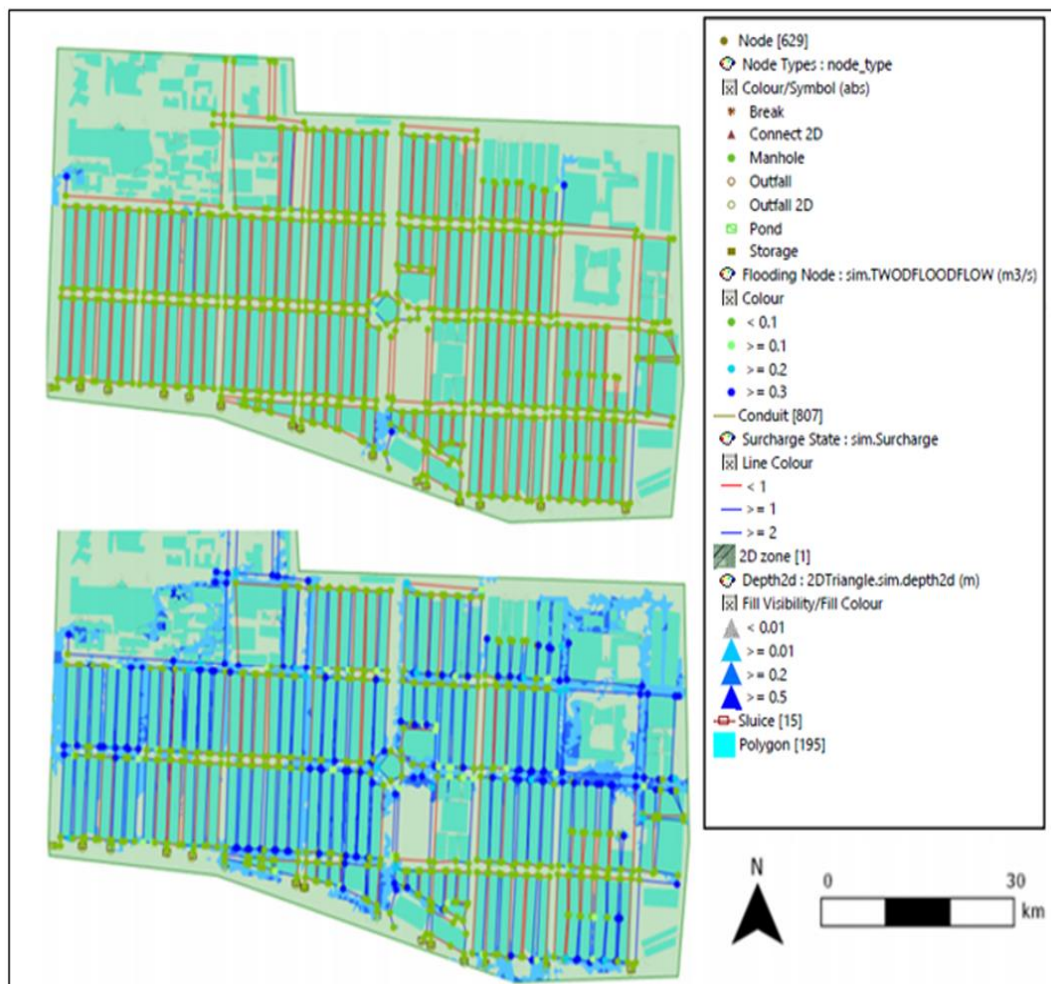 Node [629]
Node Types : node_type
Colour/Symbol (abs)
Break
Connect 2D
Manhole
Outfall
Outfall 2D
Pond
Storage
Flooding Node : sim.TWODFLOODFLOW (m3/s)
Colour
< 0.1
>= 0.1
>= 0.2
>= 0.3
Conduit [807]
Surcharge State : sim.Surcharge
Line Colour
< 1
>= 1
>= 2
2D zone [1]
Depth2d : 2DTriangle.sim.depth2d (m)
Fill Visibility/Fill Colour
< 0.01
>= 0.01
>= 0.2
>= 0.5
Sluice [15]
Polygon [195]
N
0 30
km